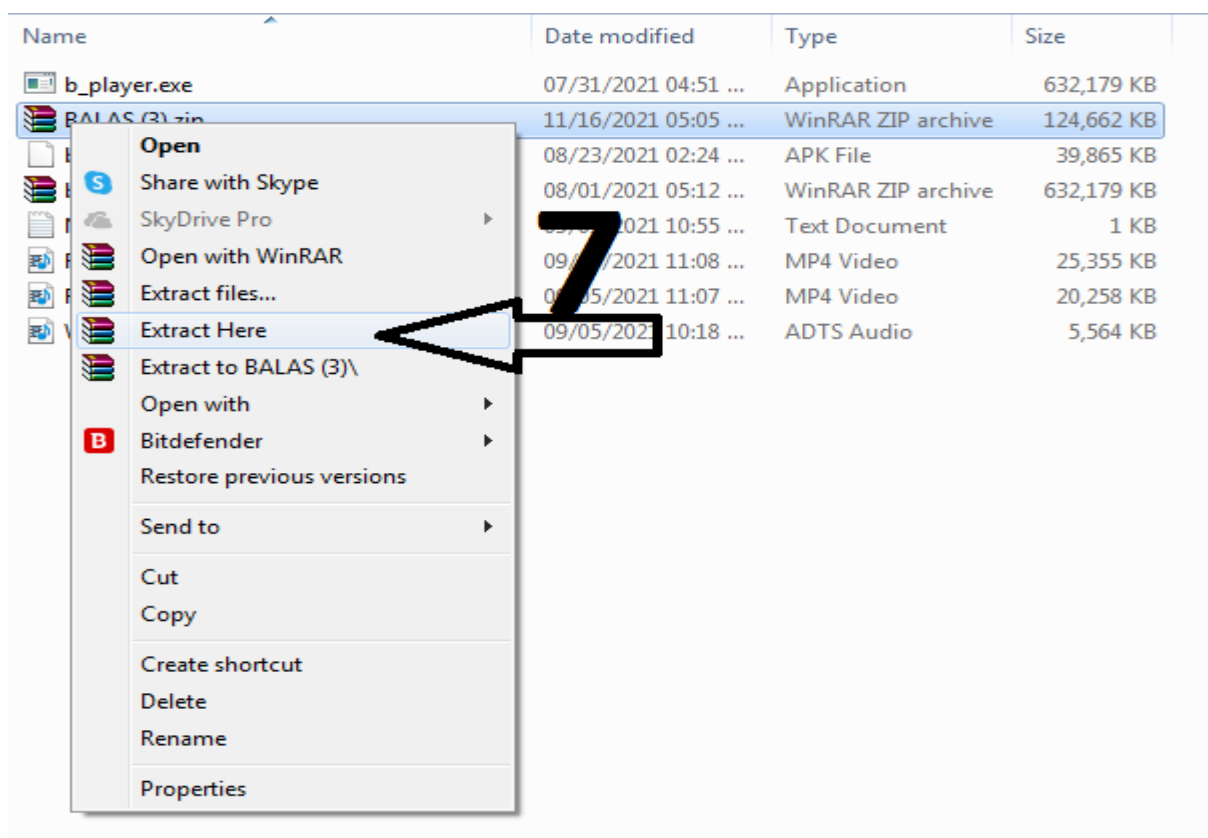 Name Date modified Type Size
b_player.exe 07/31/2021 04:51 ... Application 632,179 KB
BALAS (3).zip 11/16/2021 05:05 ... WinRAR ZIP archive 124,662 KB
08/23/2021 02:24 ... APK File 39,865 KB
08/01/2021 05:12 ... WinRAR ZIP archive 632,179 KB
2021 10:55 ... Text Document 1 KB
2021 11:08 ... MP4 Video 25,355 KB
/2021 11:07 ... MP4 Video 20,258 KB
09/05/2021 10:18 ... ADTS Audio 5,564 KB
Open
Share with Skype
SkyDrive Pro
Open with WinRAR
Extract files...
Extract Here
Extract to BALAS (3)\
Open with
Bitdefender
Restore previous versions
Send to
Cut
Copy
Create shortcut
Delete
Rename
Properties
7